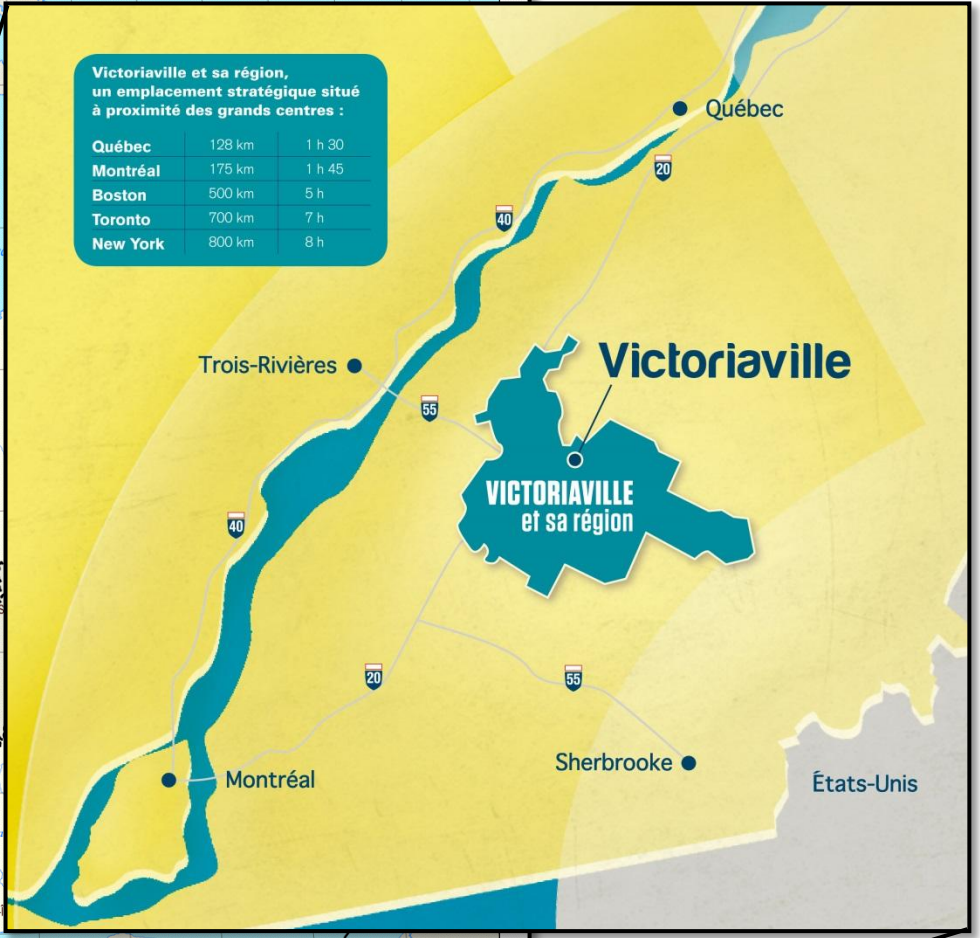 Victoriaville et sa région,
un emplacement stratégique situé
à proximité des grands centres :
Québec 128 km 1 h 30
Montréal 175 km 1 h 45
Boston 500 km 5 h
Toronto 700 km 7 h
New York 800 km 8 h
Québec
20
40
Victoriaville
Trois-Rivières
55
VICTORIAVILLE
et sa région
40
20
55
Sherbrooke
Montréal
États-Unis